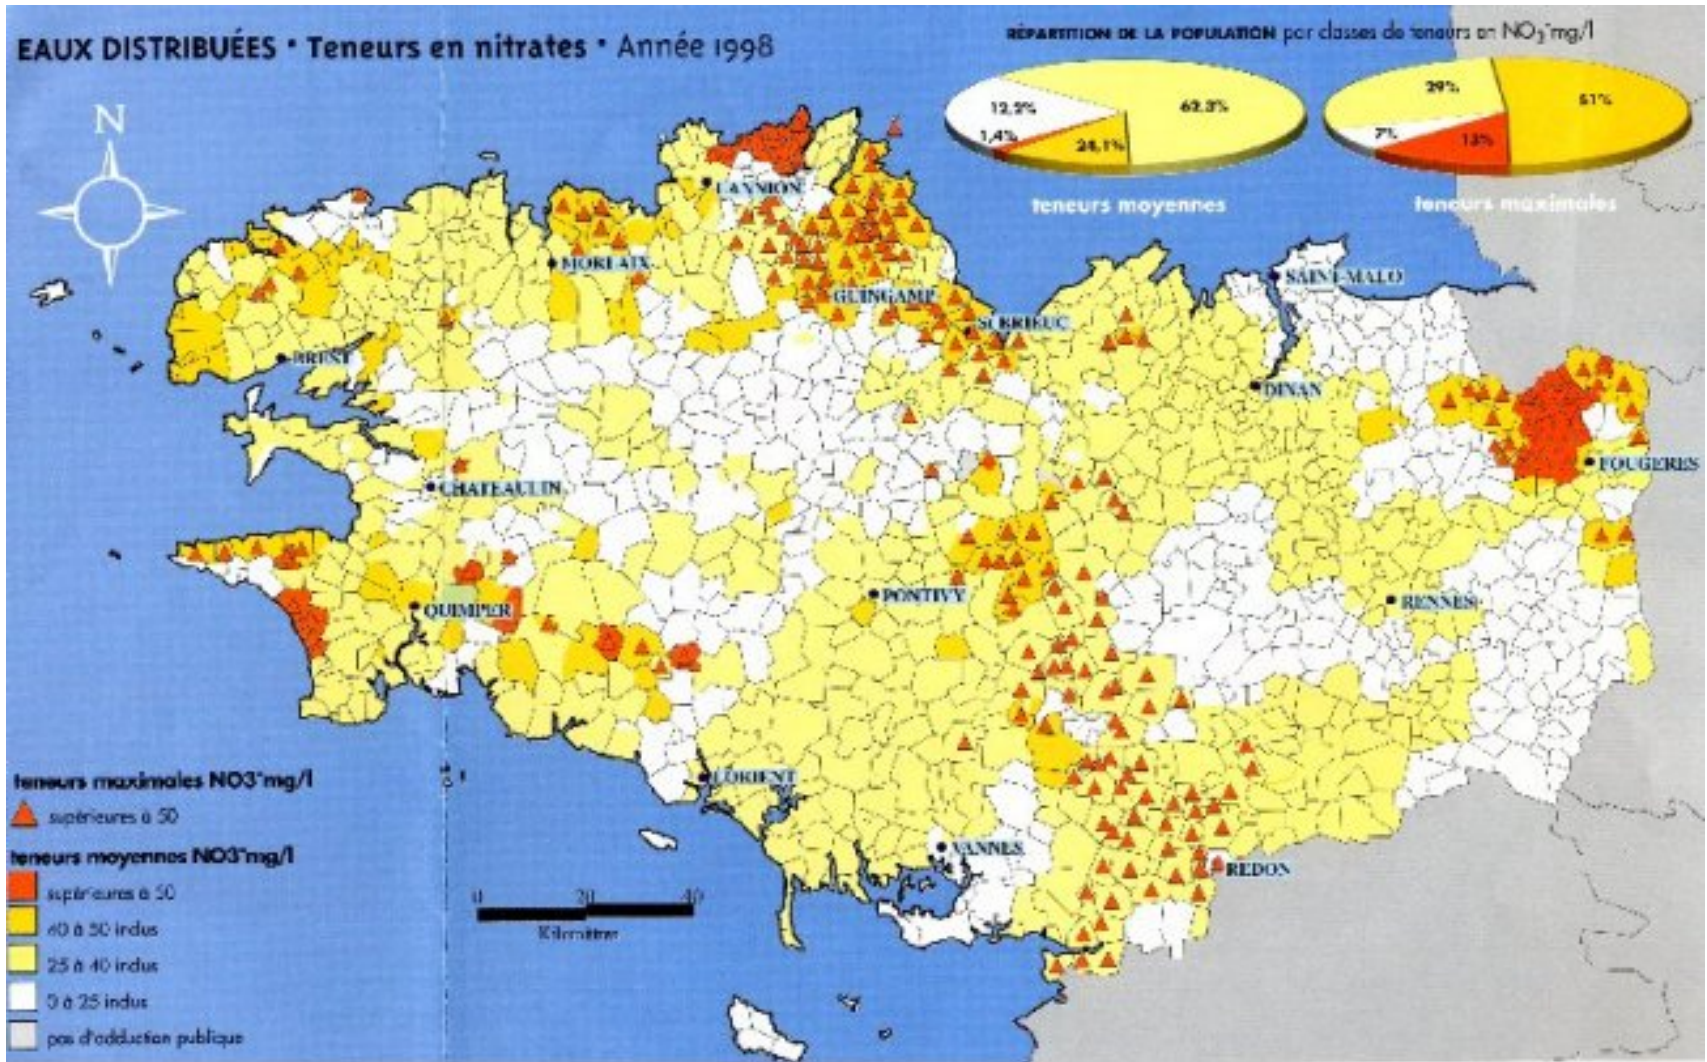 EAUX DISTRIBUÉES • Teneurs en nitrates • Année 1998
RÉPARTITION DE LA POPULATION par classes de teneurs en NO3-mg/l
12,2%
62,3%
1,4%
24,1%
teneurs moyennes
29%
51%
7%
13%
teneurs maximales
N
LANNION
MORLAIX
GUINGAMP
ST BRIEUC
SAINT-MALO
BREST
DINAN
CHATEAULIN
FOUGERES
QUIMPER
PONTIVY
RENNES
LORIENT
VANNES
REDON
teneurs maximales NO3-mg/l
supérieures à 50
teneurs moyennes NO3-mg/l
supérieures à 50
40 à 50 inclus
25 à 40 inclus
0 à 25 inclus
pas d'adduction publique
0 20 40
Kilomètres